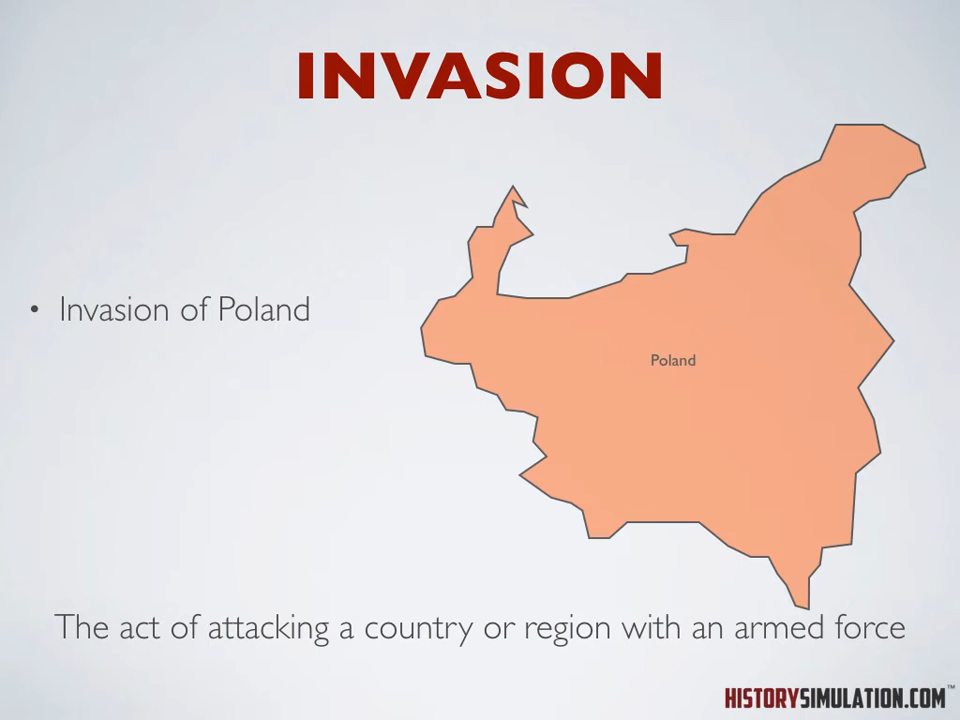 INVASION
• Invasion of Poland
Poland
The act of attacking a country or region with an armed force
HISTORYSIMULATION.COM™